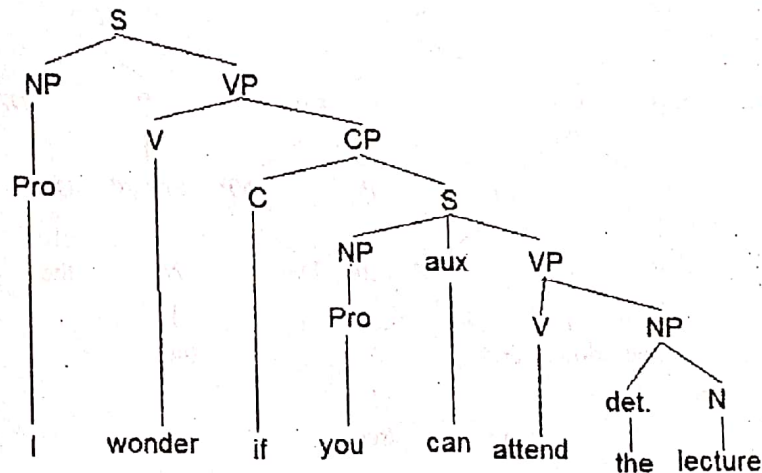 S
NP VP
V CP
Pro C S
NP aux VP
Pro V NP
det. N
I wonder if you can attend the lecture